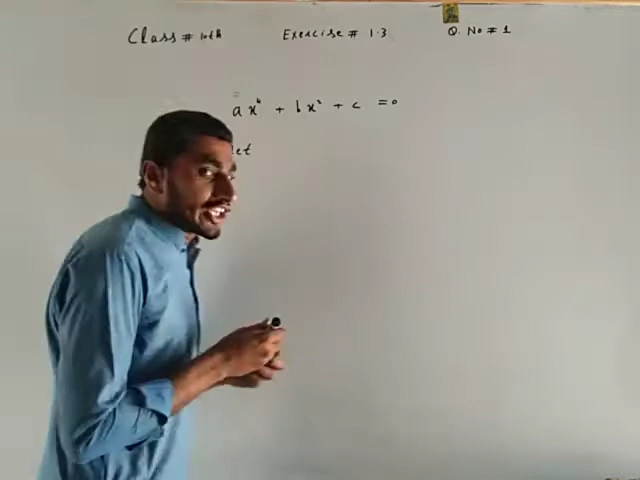 Class # 10th Exercise # 1.3 Q. No # 1
ax⁴ + bx² + c = 0
let